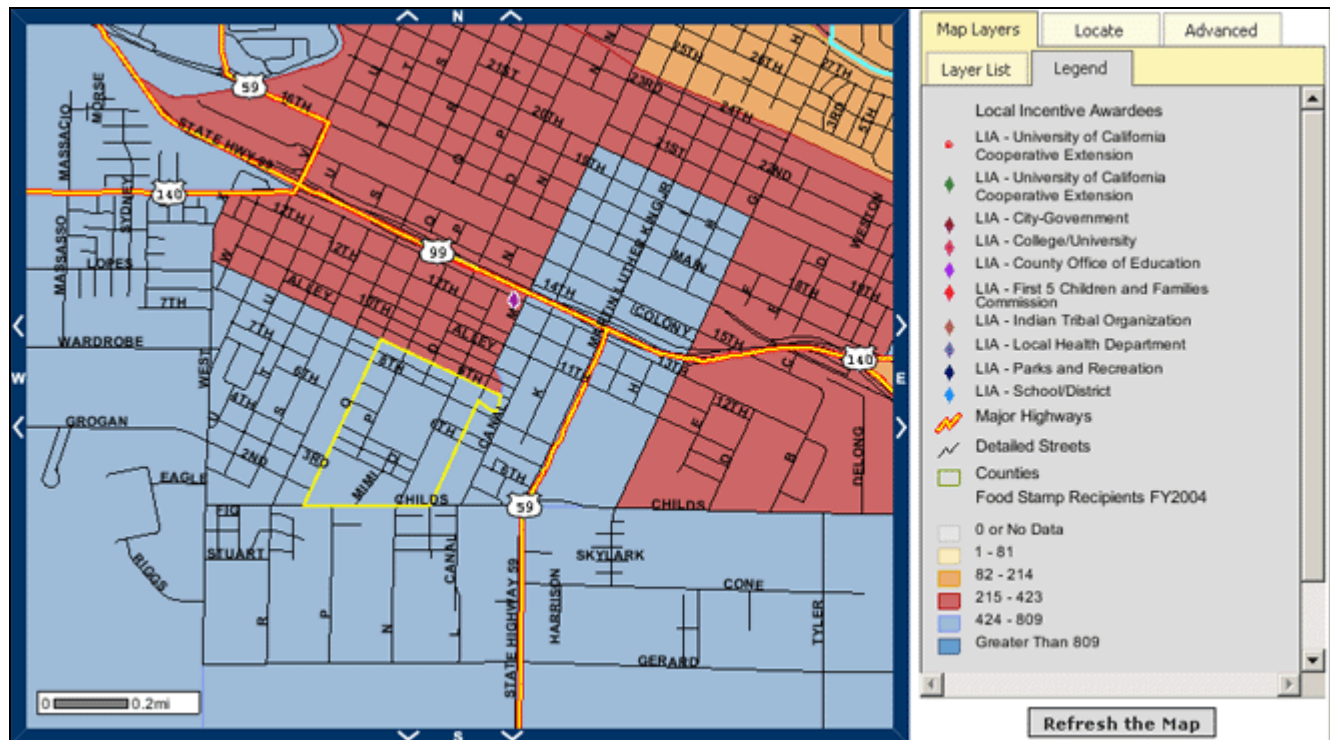 N
59
16TH
STATE HWY 99
21ST
20TH
N
23RD
25TH
26TH
H
27TH
24TH
3RD
5TH
MORSE
MASSACIO
SYDNEY
140
MASSASSO
LOPES
7TH
WARDROBE
WEST
GROGAN
EAGLE
RIGGS
12TH
12TH
99
12TH
10TH
ALLEY
ALLEY
19TH
21ST
22ND
MARTIN LUTHER KING JR
MAIN
G
WESTON
18TH
18TH
14TH
COLONY
15TH
13TH
140
11TH
12TH
H
K
E
B
DELONG
7TH
6TH
4TH
2ND
3RD
8TH
MIMI
CANAL
6TH
CHILDS
59
CHILDS
FIG
STUART
CANAL
SKYLARK
CONE
HARRISON
TYLER
STATE HIGHWAY 59
R
P
N
L
GERARD
W
E
S
0 0.2mi
Map Layers
Locate
Advanced
Layer List
Legend
Local Incentive Awardees
LIA - University of California
Cooperative Extension
LIA - University of California
Cooperative Extension
LIA - City-Government
LIA - College/University
LIA - County Office of Education
LIA - First 5 Children and Families
Commission
LIA - Indian Tribal Organization
LIA - Local Health Department
LIA - Parks and Recreation
LIA - School/District
Major Highways
Detailed Streets
Counties
Food Stamp Recipients FY2004
0 or No Data
1 - 81
82 - 214
215 - 423
424 - 809
Greater Than 809
Refresh the Map